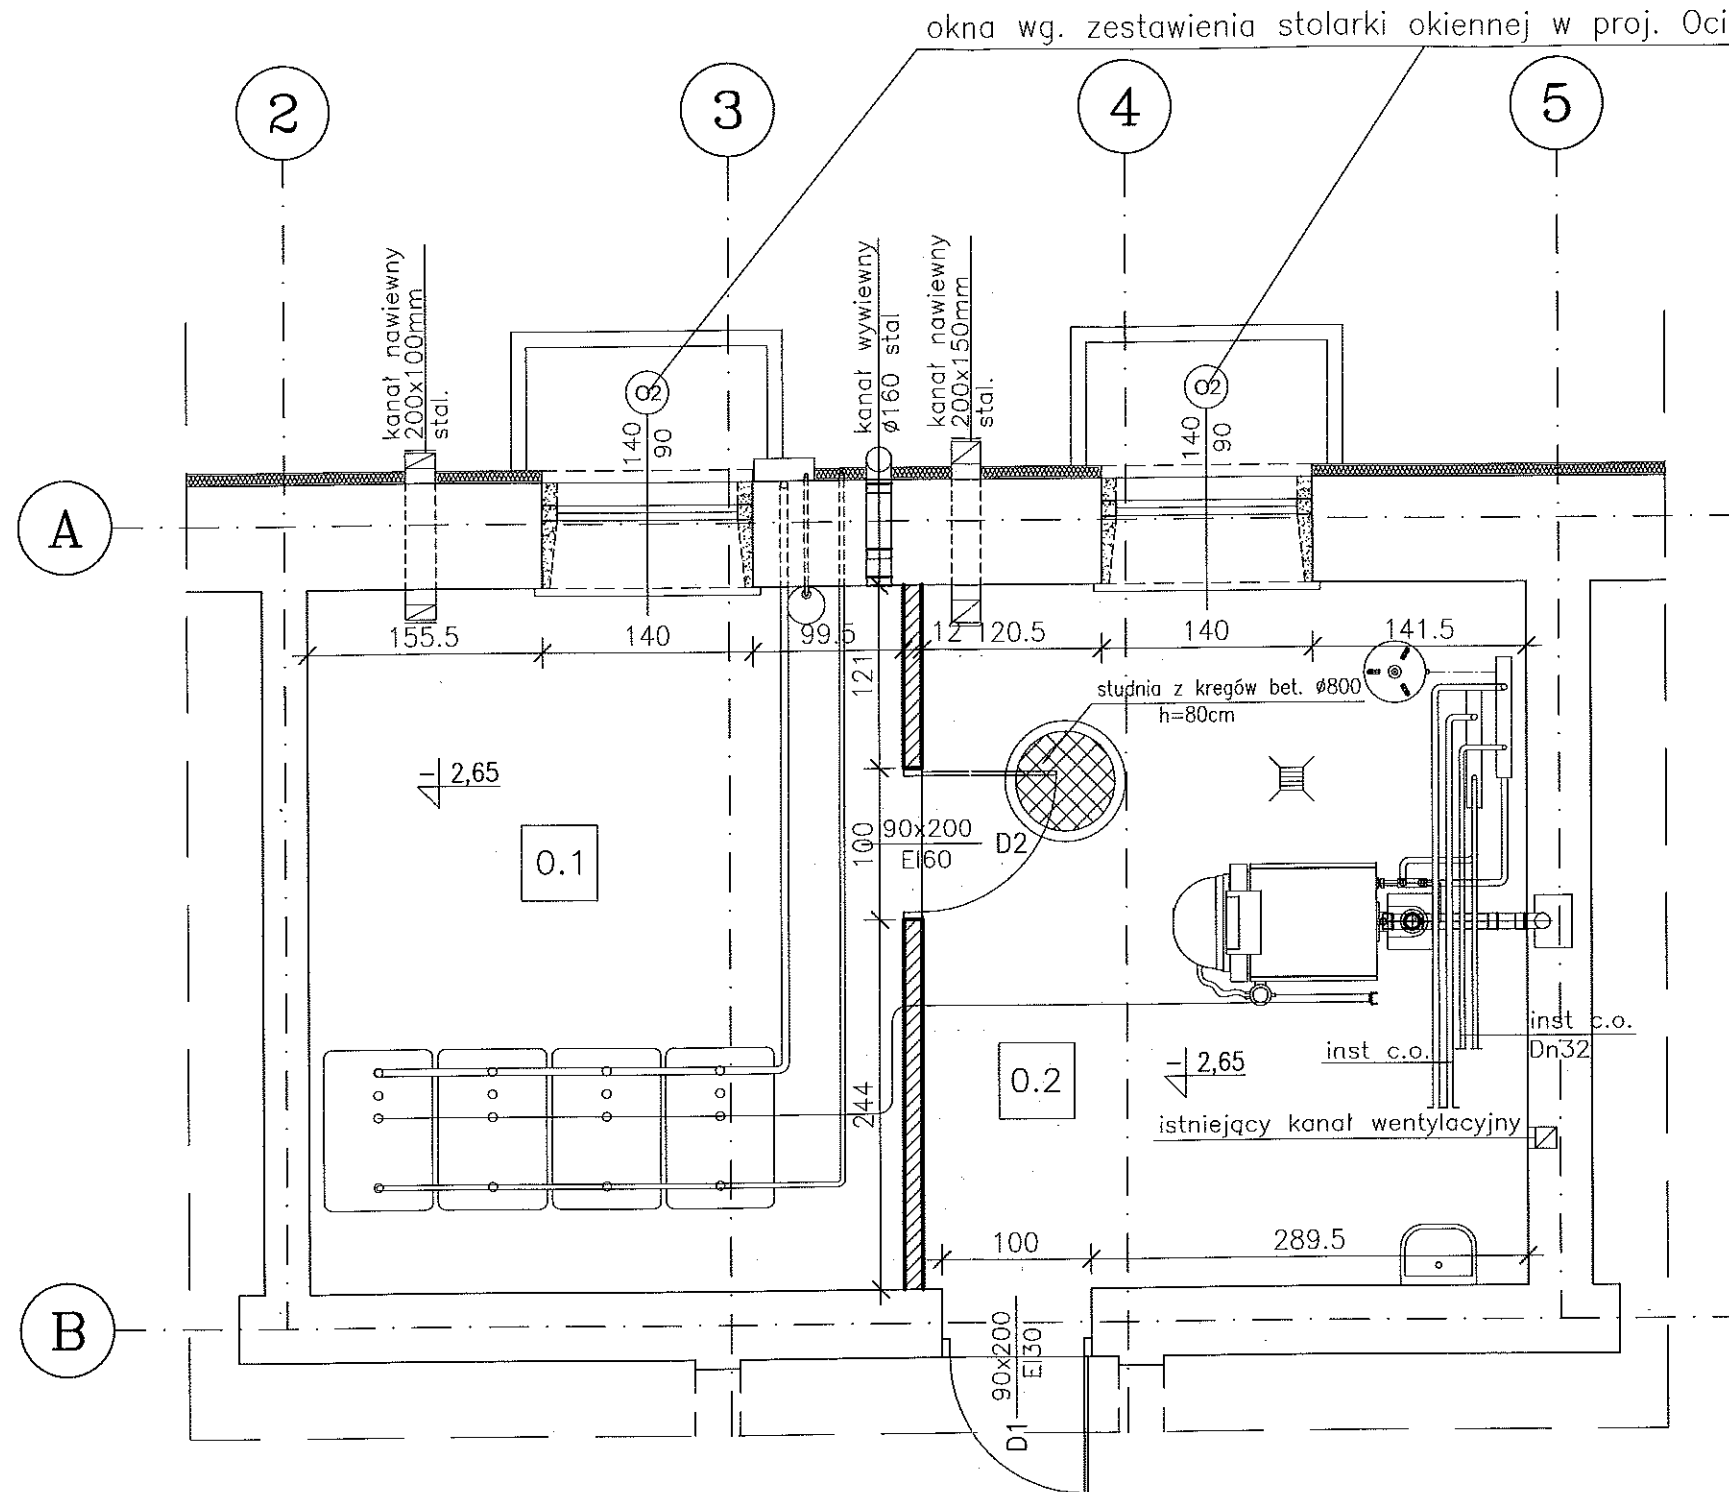 okna wg. zestawienia stolarki okiennej w proj. Oci
2
3
4
5
kanał nawiewny
200x100mm
stal.
kanał wywiewny
ø160 stal
kanał nawiewny
200x150mm
stal.
O2
140
90
O2
140
90
A
155.5
140
99.5
12
120.5
140
141.5
121
studnia z kregów bet. ø800
h=80cm
-2,65
0.1
100
90x200
EI60
D2
inst c.o.
Dn32
inst c.o.
0.2
-2,65
244
istniejący kanał wentylacyjny
100
289.5
B
D1
90x200
EI30